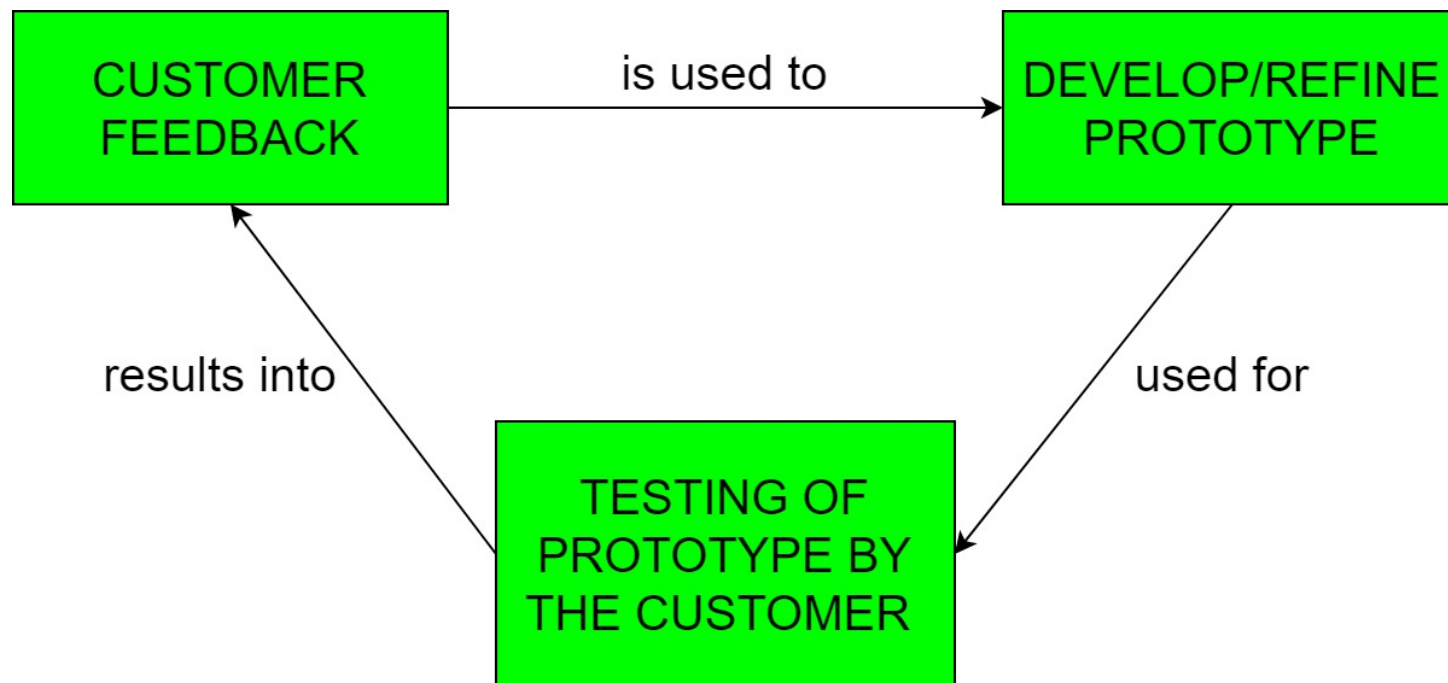 CUSTOMER
FEEDBACK
is used to
DEVELOP/REFINE
PROTOTYPE
results into
used for
TESTING OF
PROTOTYPE BY
THE CUSTOMER